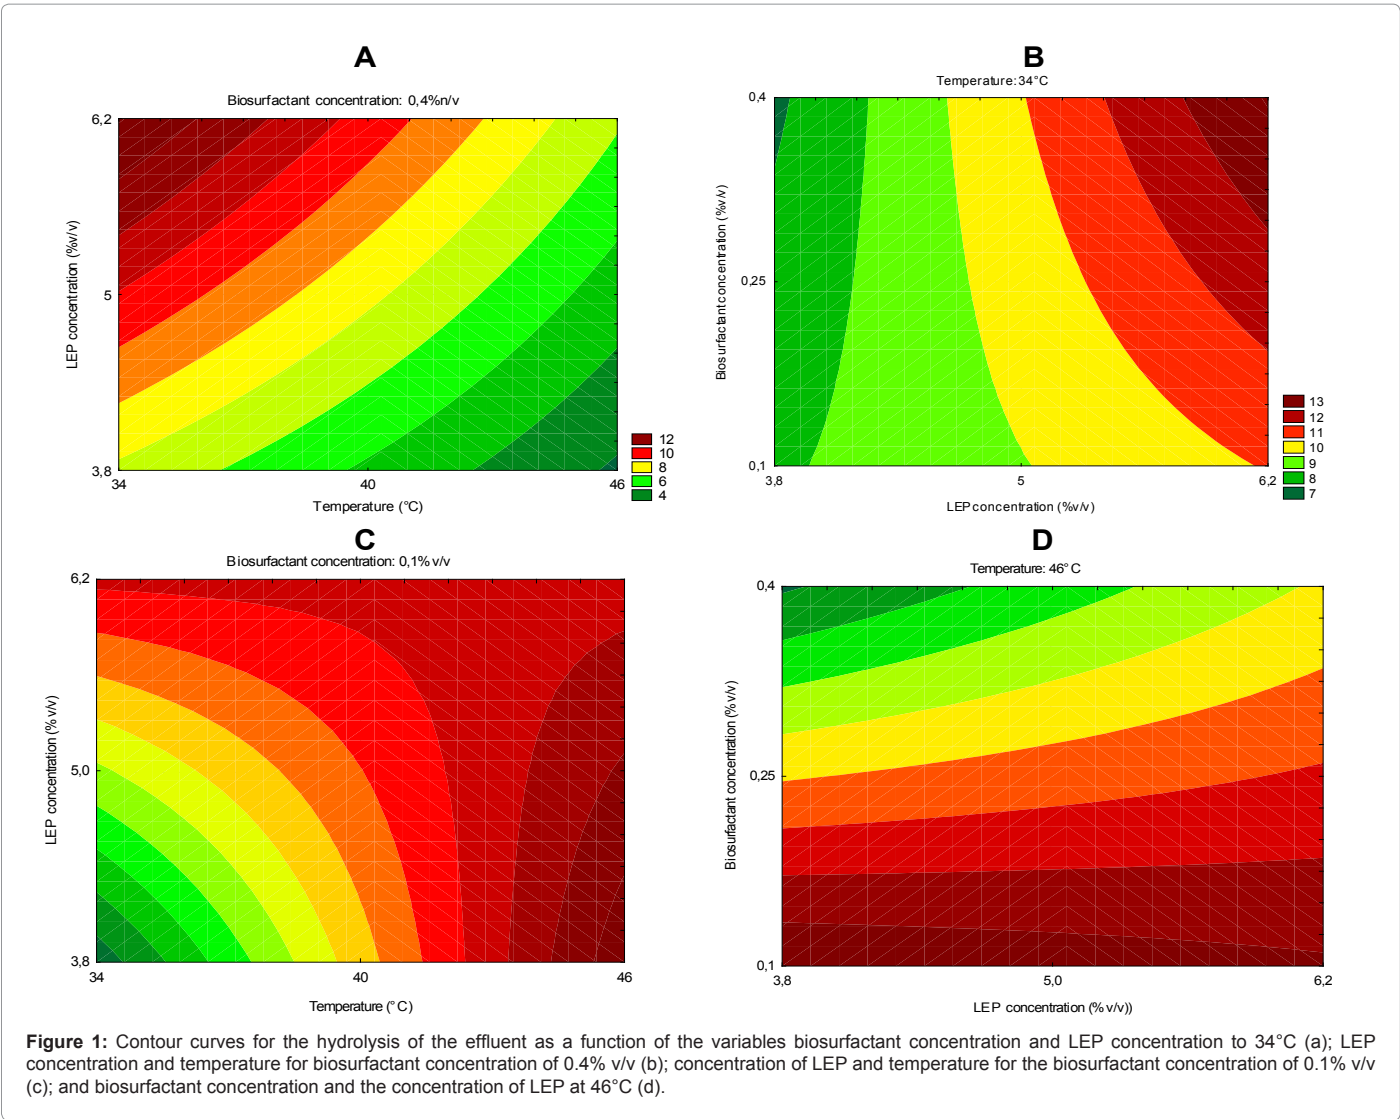 A
Biosurfactant concentration: 0,4%n/v
6,2
5
3,8
34
40
46
LEP concentration (%v/v)
Temperature (°C)
12
10
8
6
4
B
Temperature: 34°C
0,4
0,25
0,1
3,8
5
6,2
Biosurfactant concentration (%v/v)
LEP concentration (%v/v)
13
12
11
10
9
8
7
C
Biosurfactant concentration: 0,1% v/v
6,2
5,0
3,8
34
40
46
LEP concentration (% v/v)
Temperature (°C)
D
Temperature: 46°C
0,4
0,25
0,1
3,8
5,0
6,2
Biosurfactant concentration (% v/v)
LEP concentration (% v/v))
Figure 1: Contour curves for the hydrolysis of the effluent as a function of the variables biosurfactant concentration and LEP concentration to 34°C (a); LEP
concentration and temperature for biosurfactant concentration of 0.4% v/v (b); concentration of LEP and temperature for the biosurfactant concentration of 0.1% v/v
(c); and biosurfactant concentration and the concentration of LEP at 46°C (d).